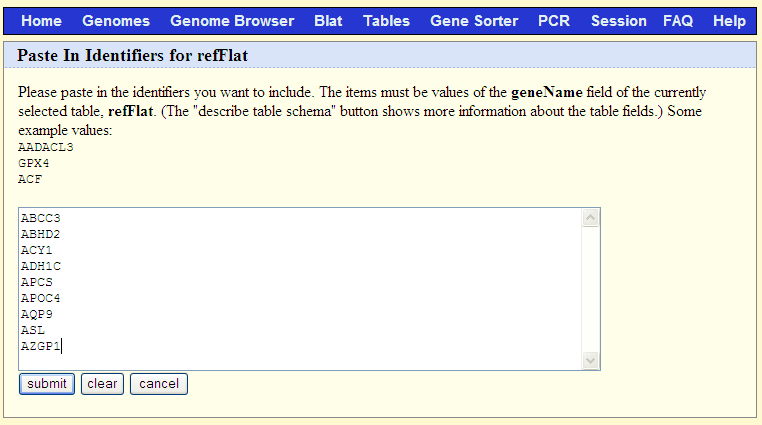 Home Genomes Genome Browser Blat Tables Gene Sorter PCR Session FAQ Help
Paste In Identifiers for refFlat
Please paste in the identifiers you want to include. The items must be values of the geneName field of the currently
selected table, refFlat. (The "describe table schema" button shows more information about the table fields.) Some
example values:
AADACL3
GPX4
ACF
ABCC3
ABHD2
ACY1
ADH1C
APCS
APOC4
AQP9
ASL
AZGP1
submit clear cancel